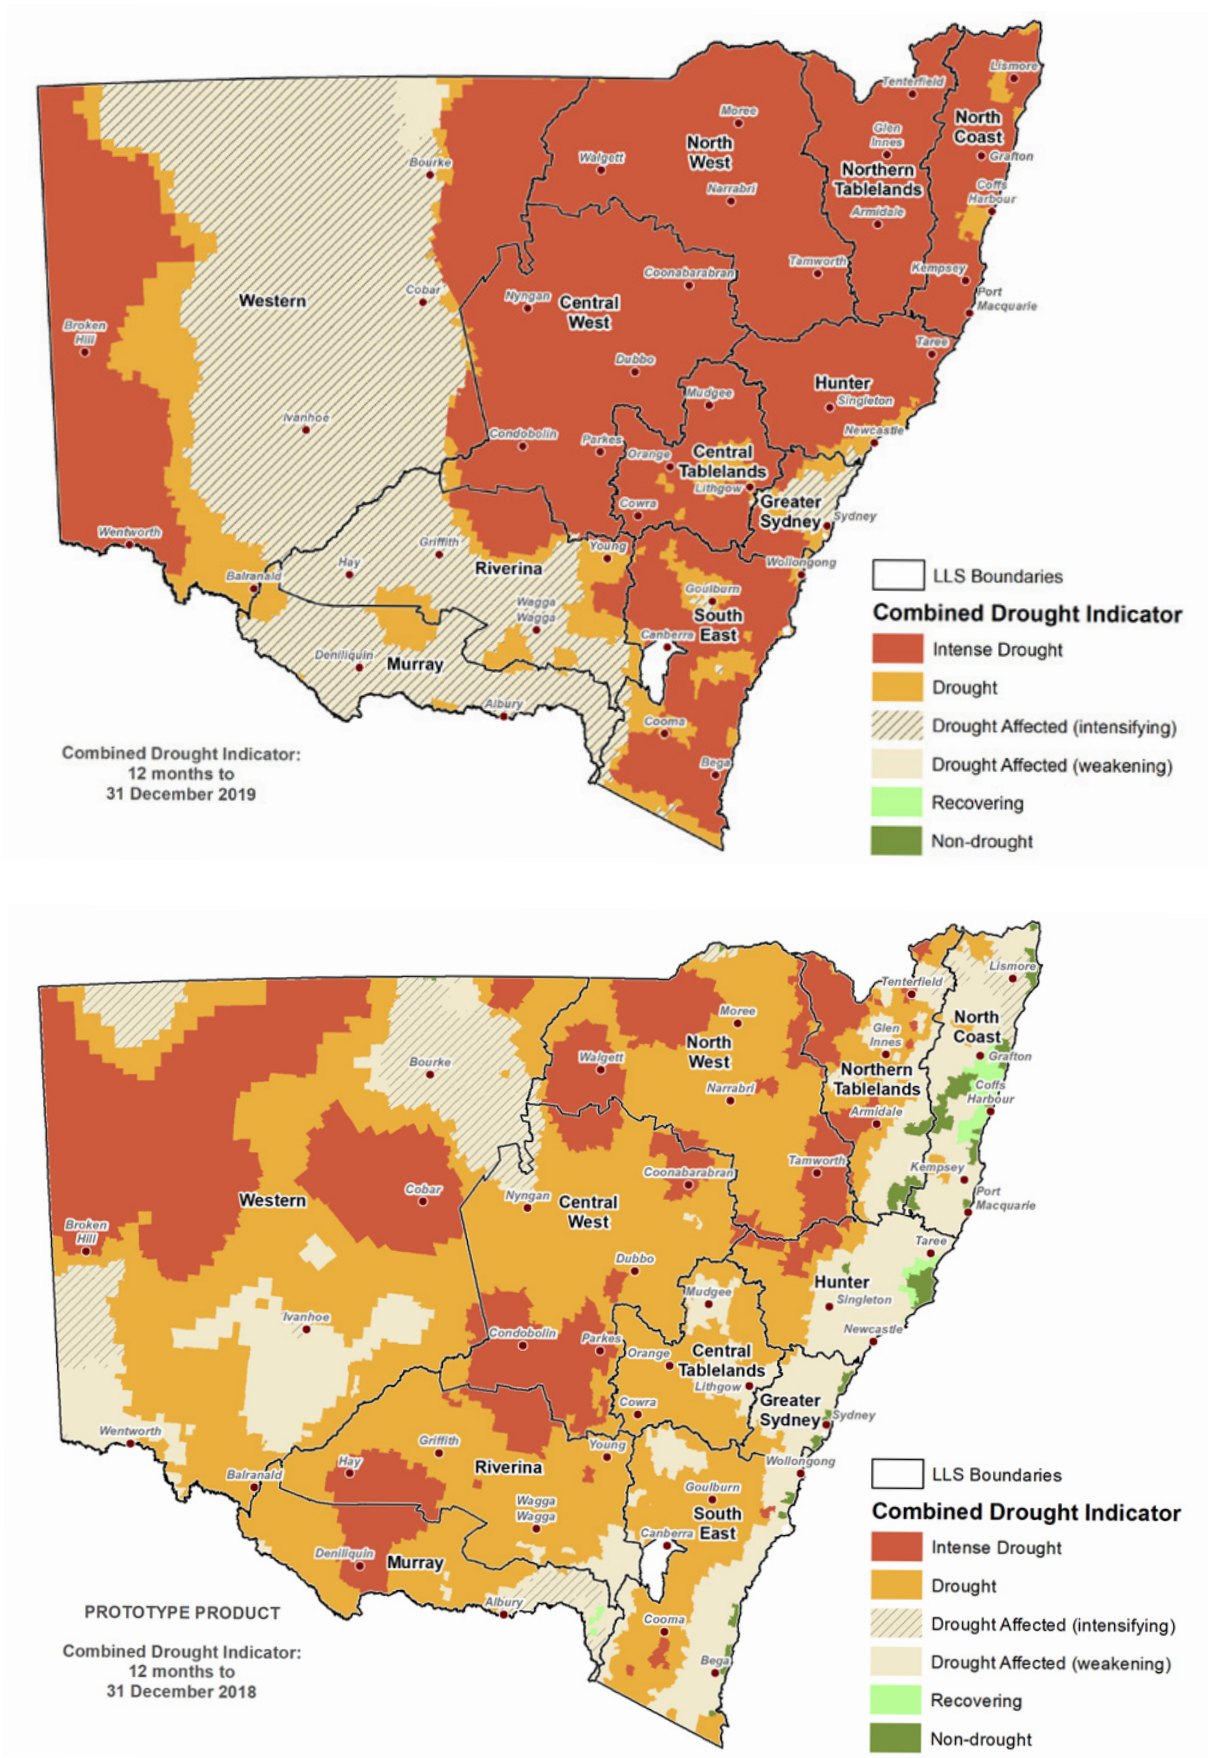 Lismore
Tenterfield
Moree
North
Coast
Glen
Innes
North
West
Walgett
Grafton
Bourke
Northern
Tablelands
Narrabri
Coffs
Harbour
Armidale
Tamworth
Kempsey
Coonabarabran
Western
Cobar
Nyngan
Central
West
Port
Macquarie
Broken
Hill
Taree
Dubbo
Hunter
Mudgee
Singleton
Ivanhoe
Newcastle
Condobolin
Parkes
Orange
Central
Tablelands
Lithgow
Cowra
Greater
Sydney
Sydney
Wentworth
Griffith
Young
Hay
Riverina
Wollongong
Balranald
Goulburn
Wagga
Wagga
South
East
Canberra
Deniliquin
Murray
Albury
Cooma
Bega
LLS Boundaries
Combined Drought Indicator
Intense Drought
Drought
Drought Affected (intensifying)
Drought Affected (weakening)
Recovering
Non-drought
Combined Drought Indicator:
12 months to
31 December 2019
Lismore
Tenterfield
Moree
North
Coast
Glen
Innes
North
West
Walgett
Grafton
Bourke
Northern
Tablelands
Narrabri
Coffs
Harbour
Armidale
Tamworth
Kempsey
Coonabarabran
Western
Cobar
Nyngan
Central
West
Port
Macquarie
Broken
Hill
Taree
Dubbo
Hunter
Mudgee
Singleton
Ivanhoe
Newcastle
Condobolin
Parkes
Orange
Central
Tablelands
Lithgow
Cowra
Greater
Sydney
Sydney
Wentworth
Griffith
Young
Hay
Riverina
Wollongong
Balranald
Goulburn
Wagga
Wagga
South
East
Canberra
Deniliquin
Murray
Albury
Cooma
Bega
LLS Boundaries
Combined Drought Indicator
Intense Drought
Drought
Drought Affected (intensifying)
Drought Affected (weakening)
Recovering
Non-drought
PROTOTYPE PRODUCT
Combined Drought Indicator:
12 months to
31 December 2018